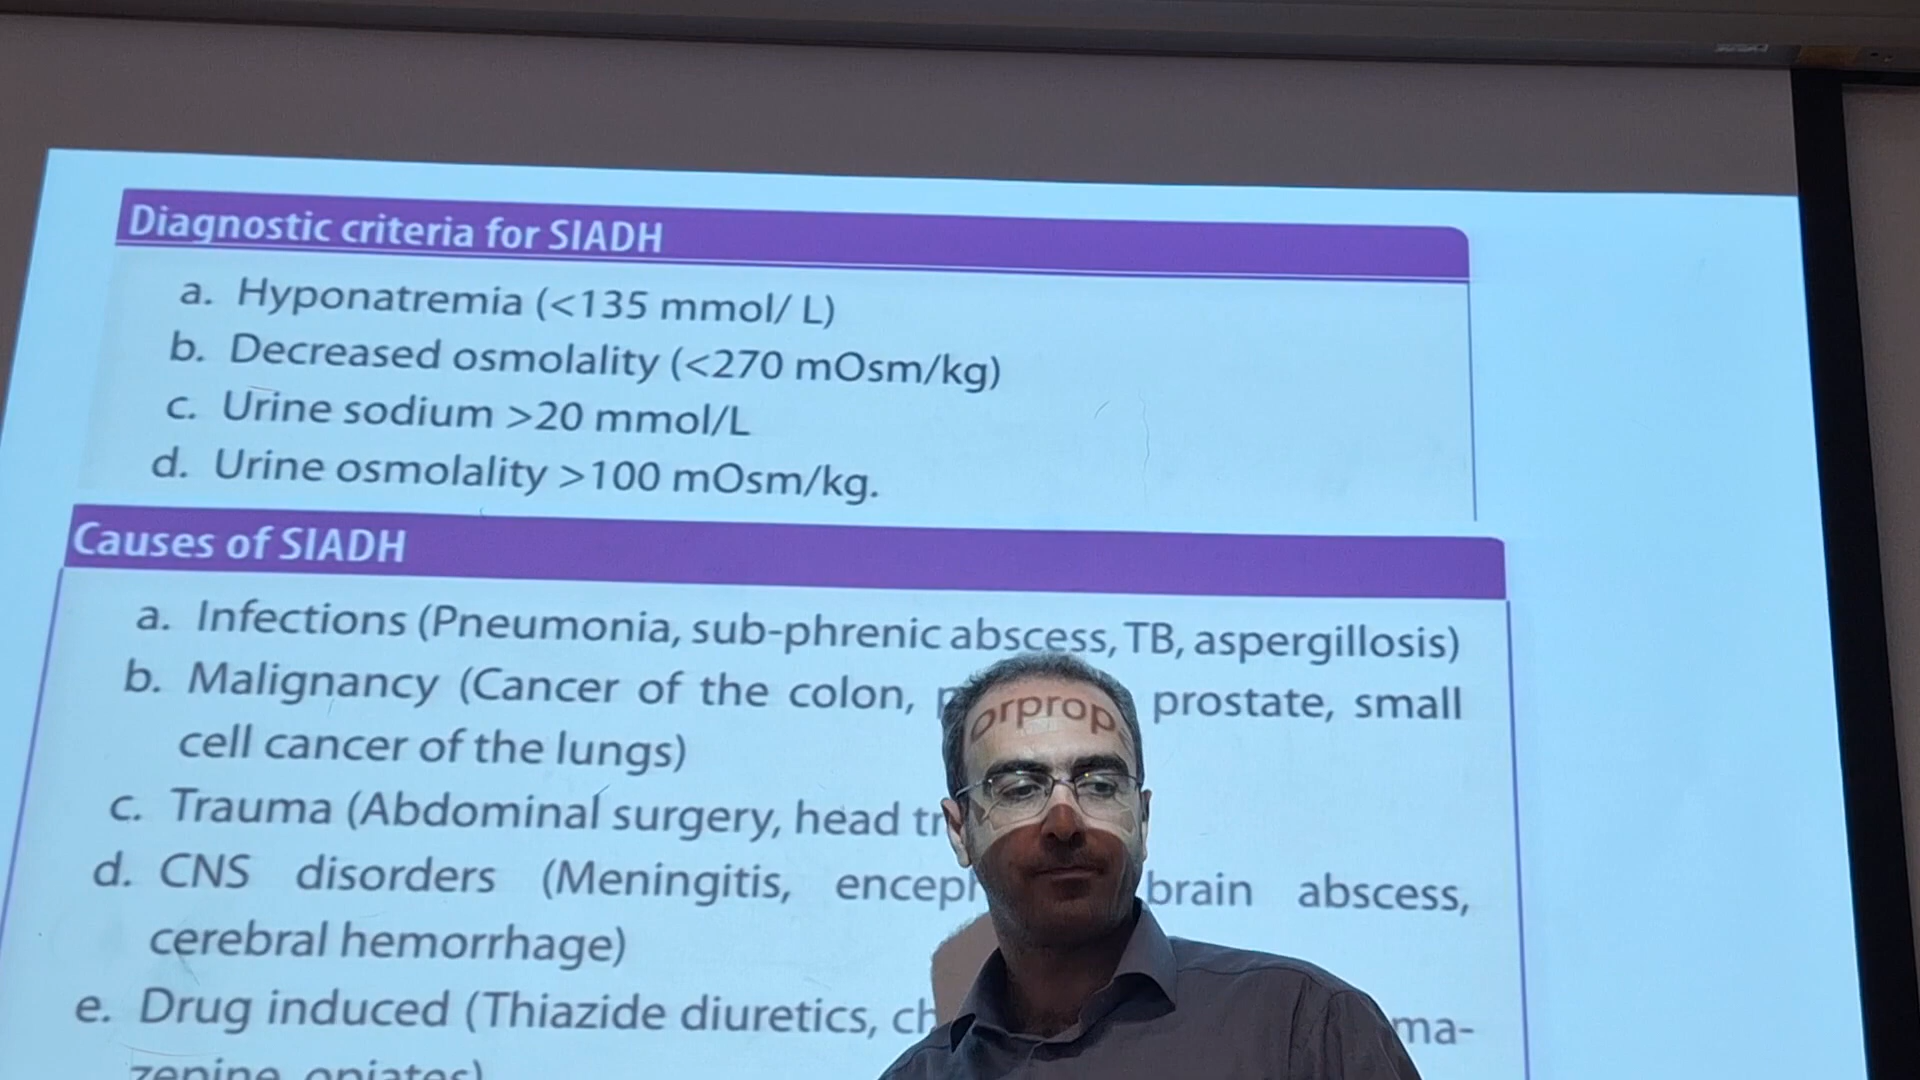 Diagnostic criteria for SIADH
a. Hyponatremia (<135 mmol/ L)
b. Decreased osmolality (<270 mOsm/kg)
c. Urine sodium >20 mmol/L
d. Urine osmolality >100 mOsm/kg.
Causes of SIADH
a. Infections (Pneumonia, sub-phrenic abscess, TB, aspergillosis)
b. Malignancy (Cancer of the colon, prostate, small
cell cancer of the lungs)
c. Trauma (Abdominal surgery, head
d. CNS disorders (Meningitis, brain abscess,
cerebral hemorrhage)
e. Drug induced (Thiazide diuretics, ma-
zepine, opiates)